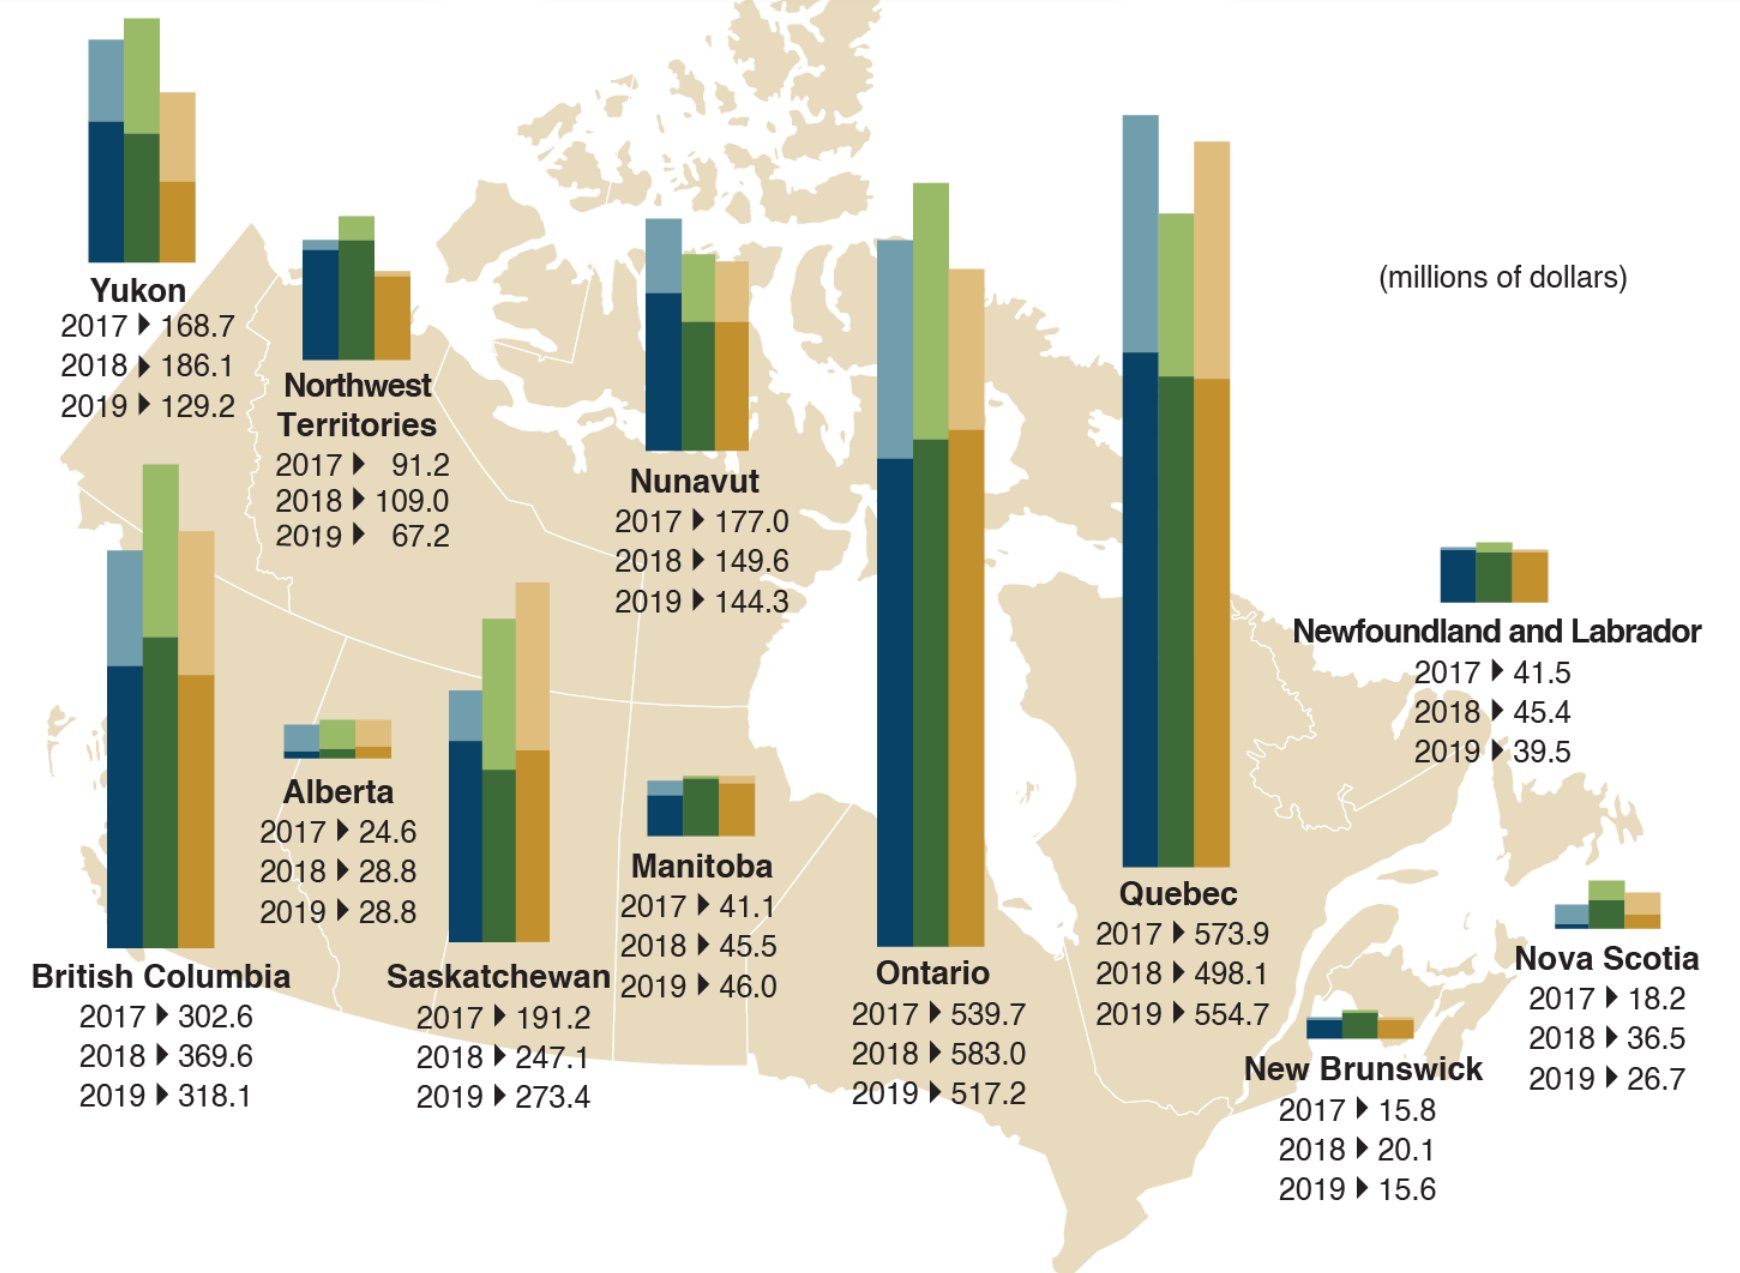 (millions of dollars)
Yukon
2017 ▶ 168.7
2018 ▶ 186.1
2019 ▶ 129.2
Northwest
Territories
2017 ▶ 91.2
2018 ▶ 109.0
2019 ▶ 67.2
Nunavut
2017 ▶ 177.0
2018 ▶ 149.6
2019 ▶ 144.3
British Columbia
2017 ▶ 302.6
2018 ▶ 369.6
2019 ▶ 318.1
Alberta
2017 ▶ 24.6
2018 ▶ 28.8
2019 ▶ 28.8
Saskatchewan
2017 ▶ 191.2
2018 ▶ 247.1
2019 ▶ 273.4
Manitoba
2017 ▶ 41.1
2018 ▶ 45.5
2019 ▶ 46.0
Ontario
2017 ▶ 539.7
2018 ▶ 583.0
2019 ▶ 517.2
Quebec
2017 ▶ 573.9
2018 ▶ 498.1
2019 ▶ 554.7
Newfoundland and Labrador
2017 ▶ 41.5
2018 ▶ 45.4
2019 ▶ 39.5
New Brunswick
2017 ▶ 15.8
2018 ▶ 20.1
2019 ▶ 15.6
Nova Scotia
2017 ▶ 18.2
2018 ▶ 36.5
2019 ▶ 26.7